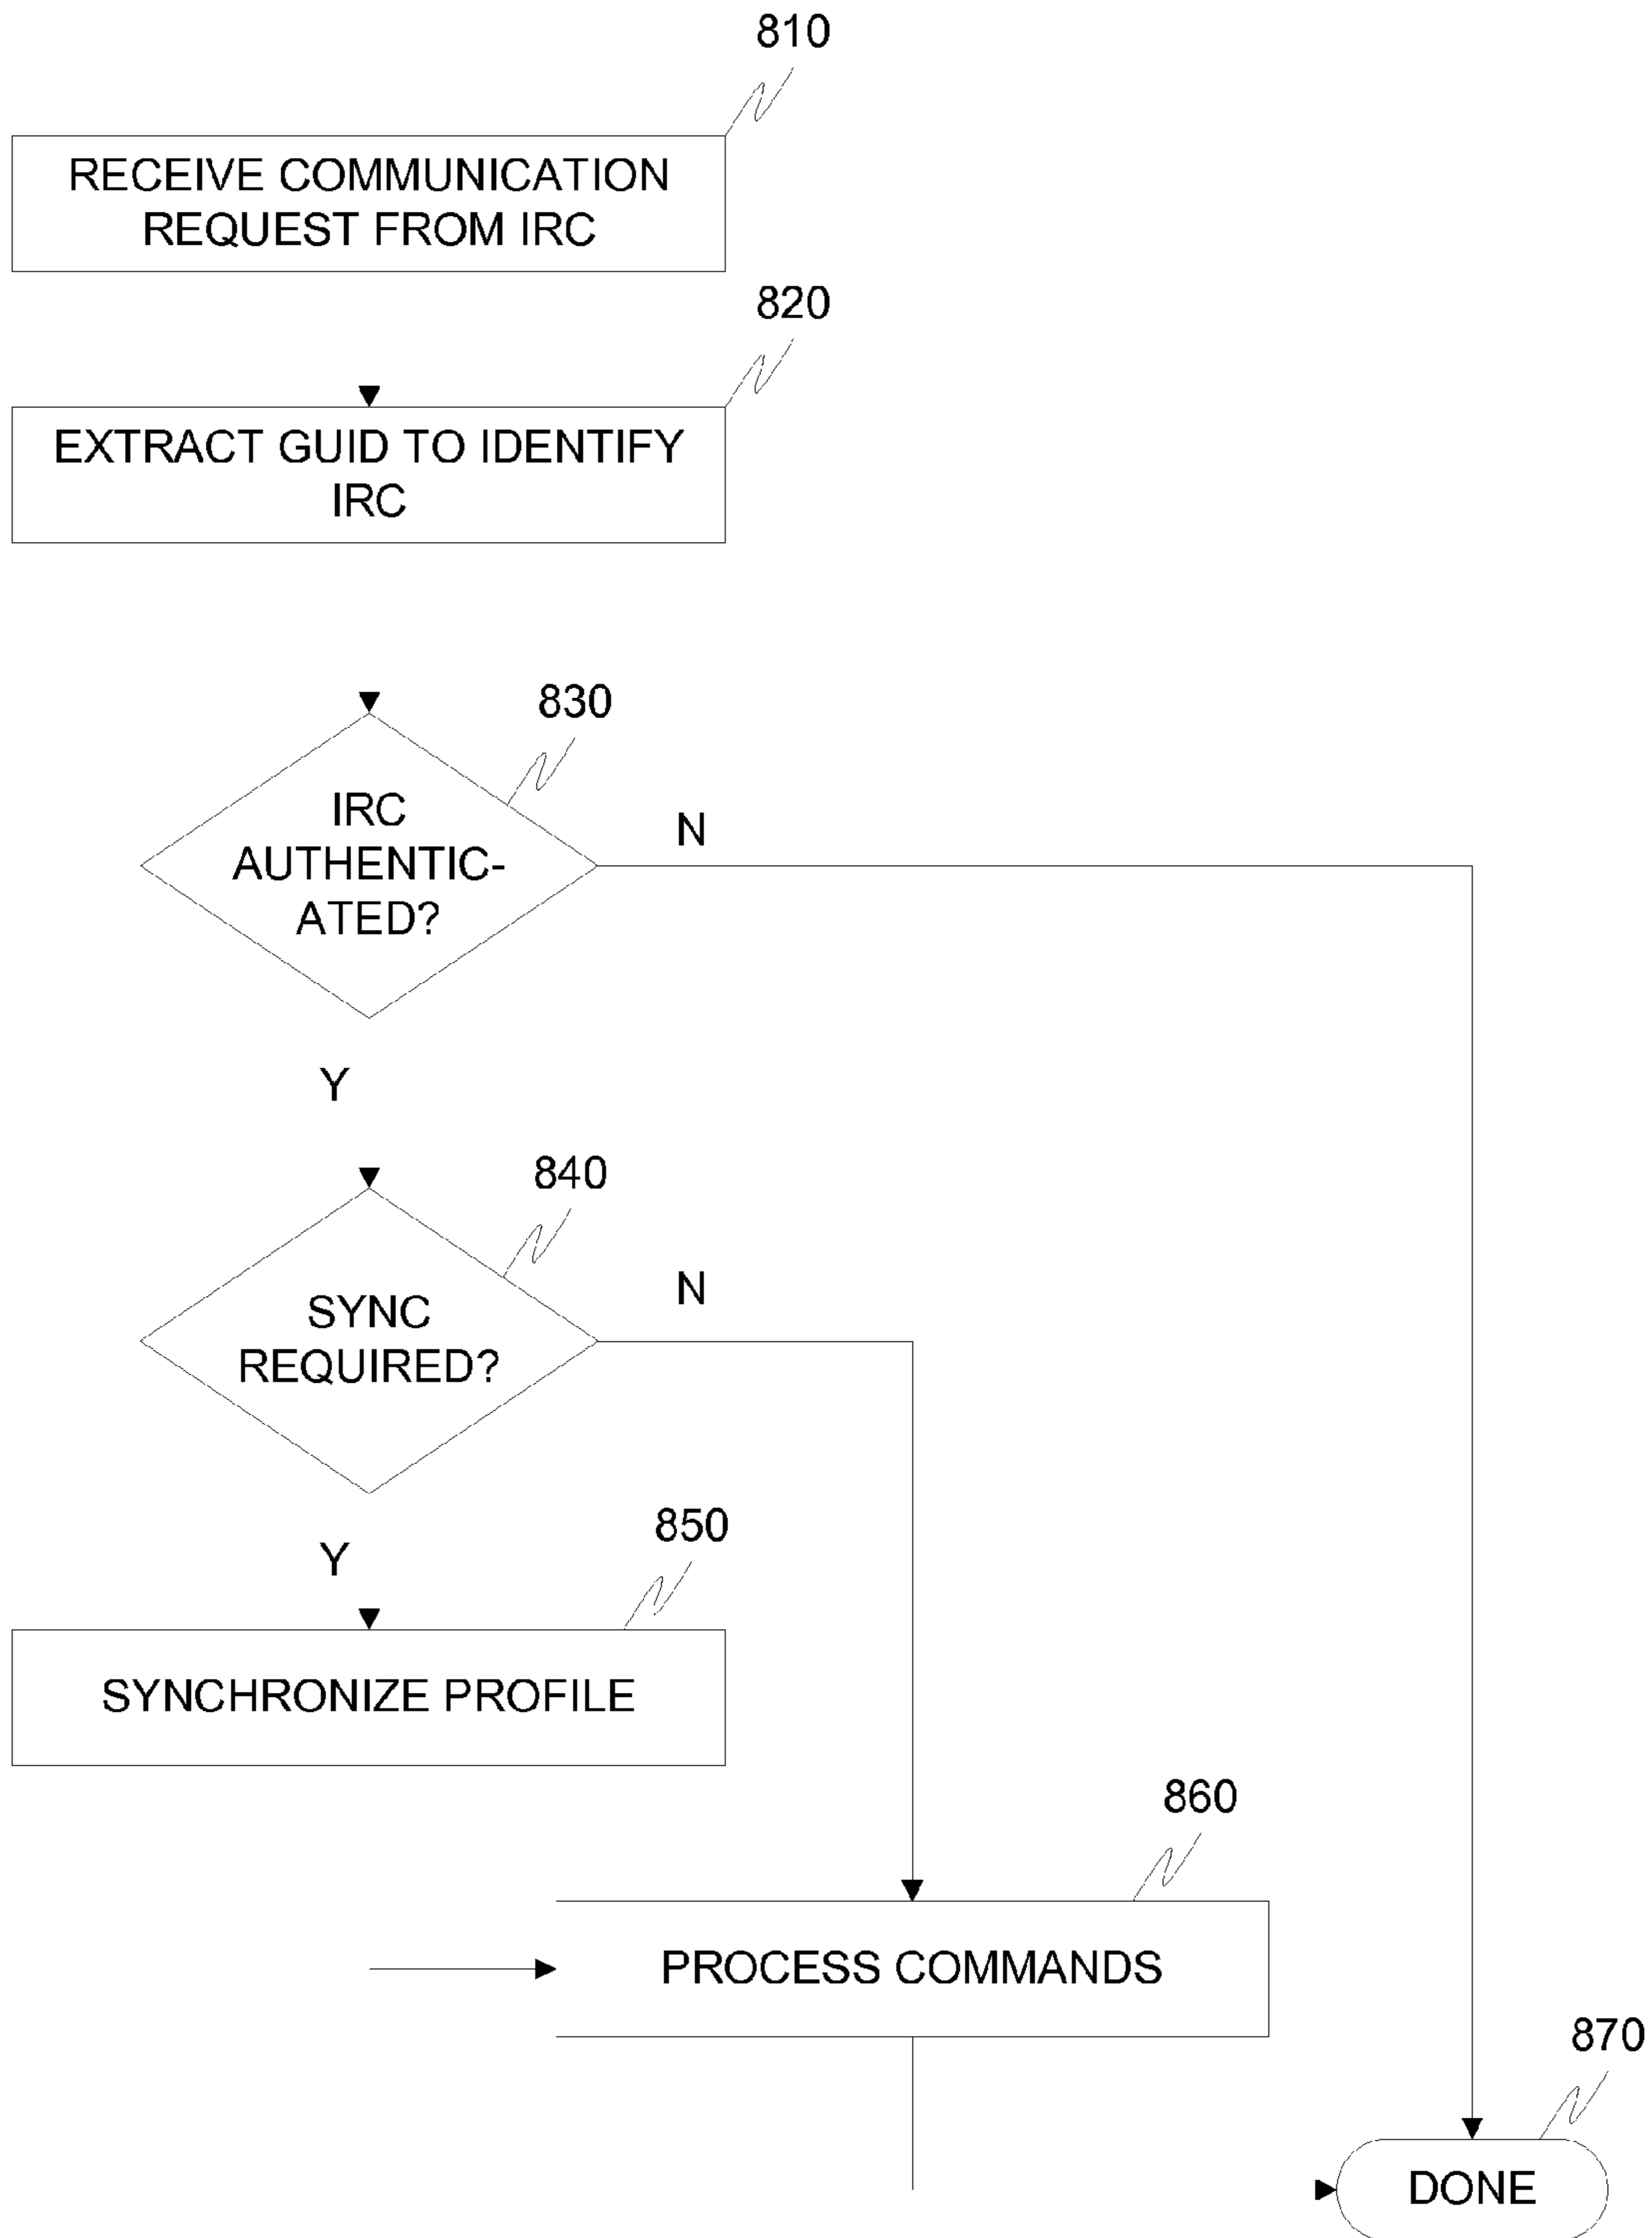 810
RECEIVE COMMUNICATION
REQUEST FROM IRC
820
EXTRACT GUID TO IDENTIFY
IRC
830
IRC
AUTHENTIC-
ATED?
N
Y
840
SYNC
REQUIRED?
N
Y
850
SYNCHRONIZE PROFILE
860
PROCESS COMMANDS
870
DONE